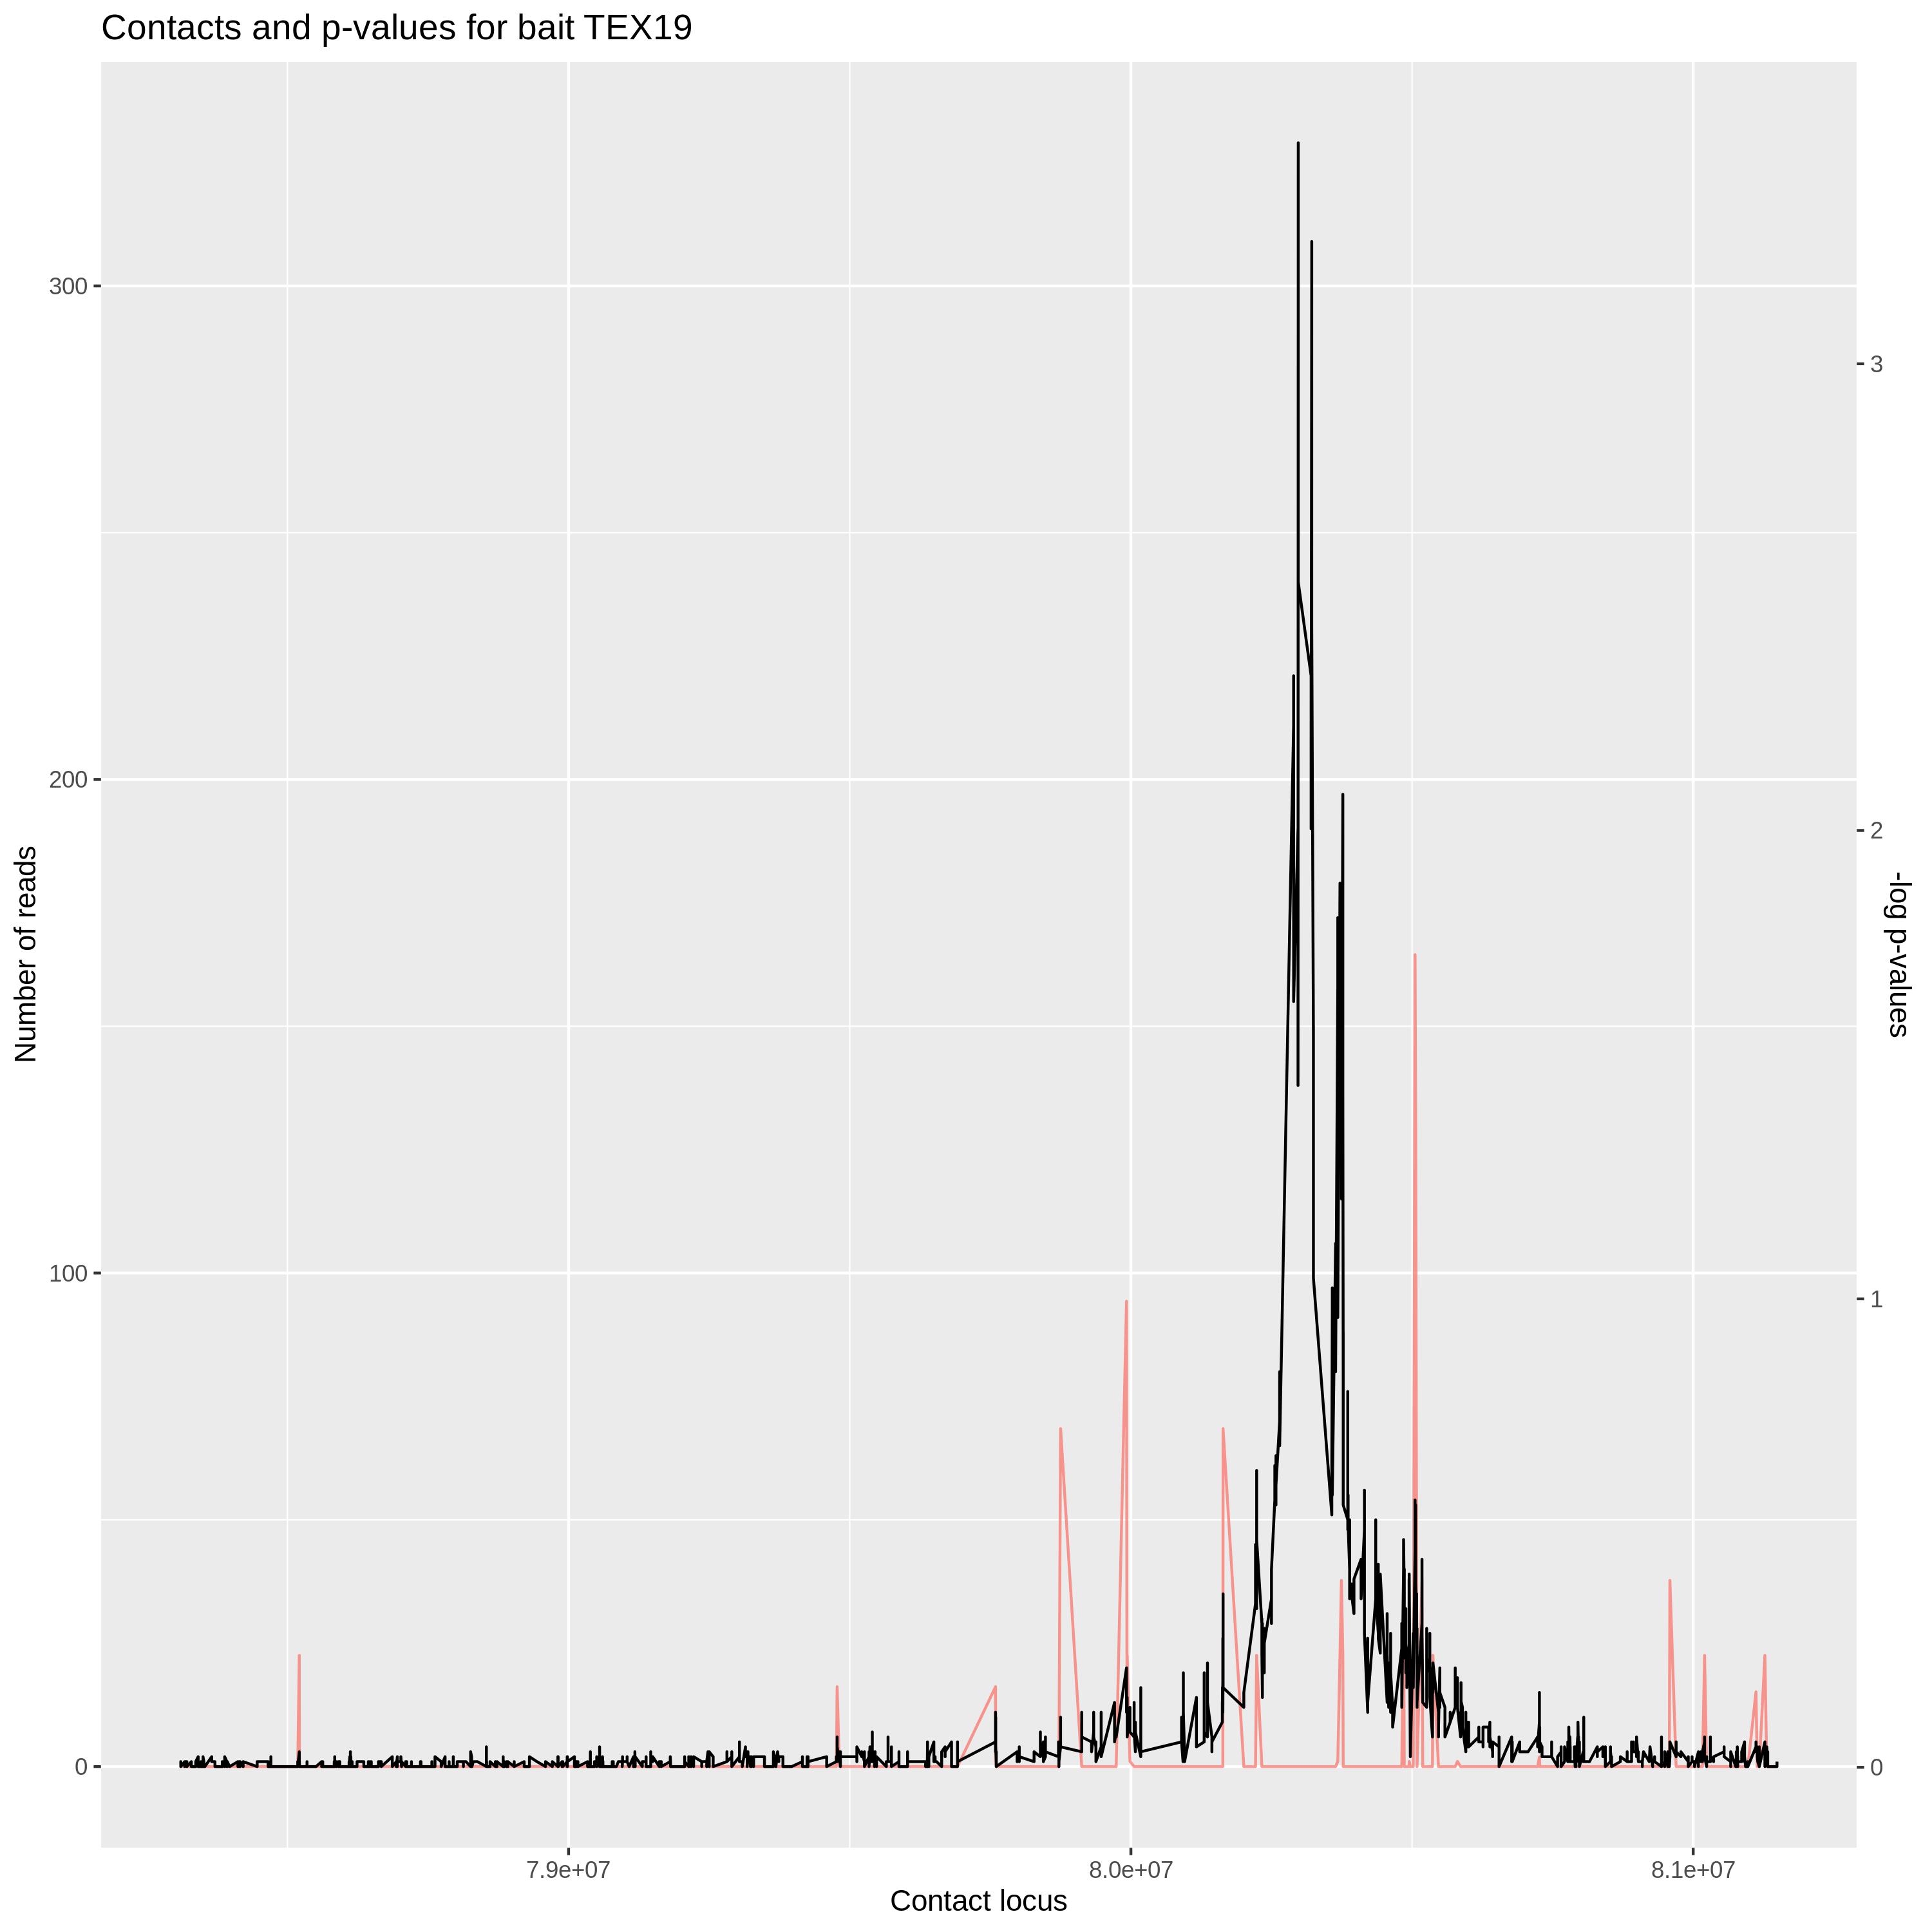 Contacts and p-values for bait TEX19
300
200
100
0
Number of reads
3
2
1
0
-log p-values
7.9e+07
8.0e+07
8.1e+07
Contact locus